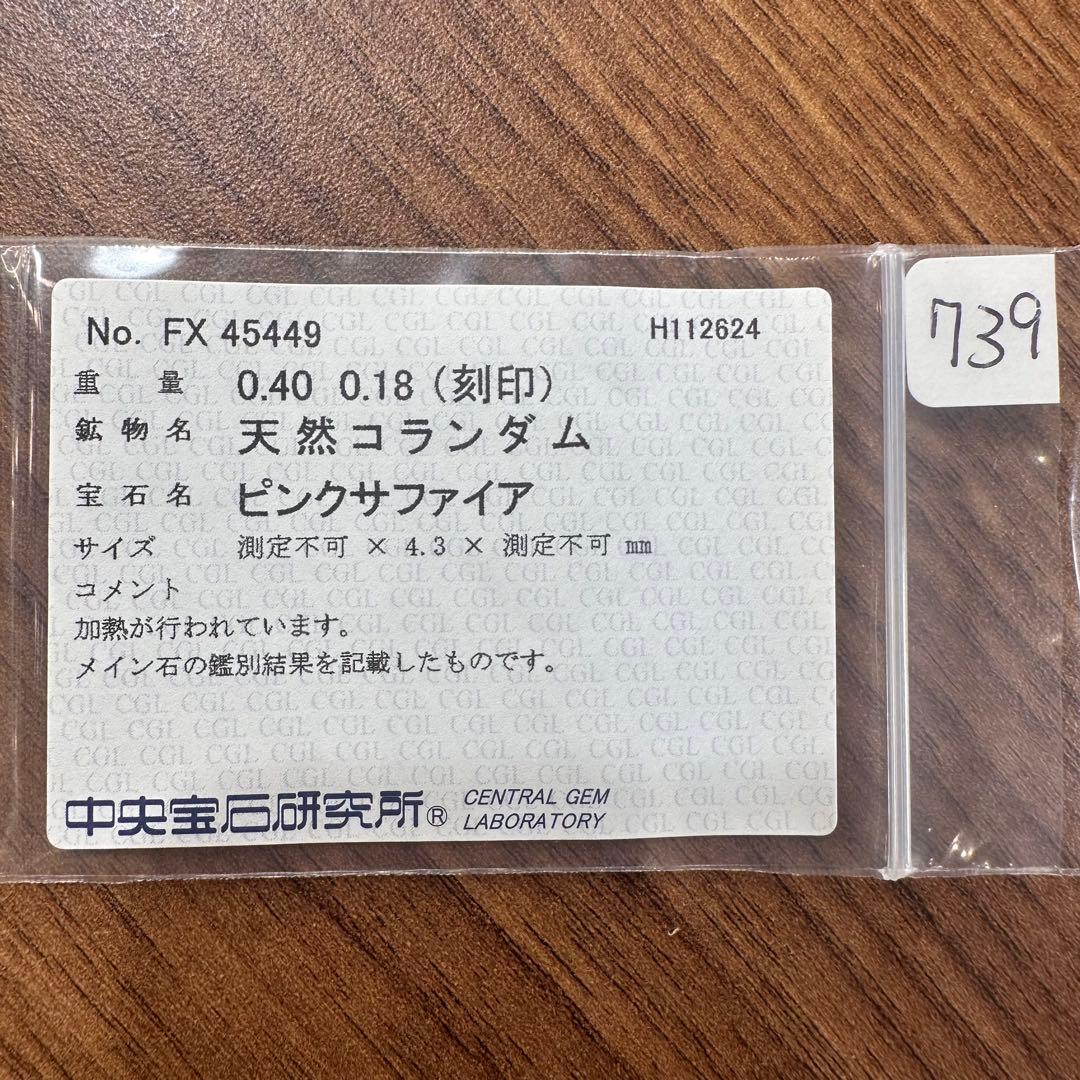 No. FX 45449 H112624
重量 0.40 0.18 (刻印)
鉱物名 天然コランダム
宝石名 ピンクサファイア
サイズ 測定不可 × 4.3 × 測定不可 mm
コメント
加熱が行われています。
メイン石の鑑別結果を記載したものです。
中央宝石研究所® CENTRAL GEM
LABORATORY
739